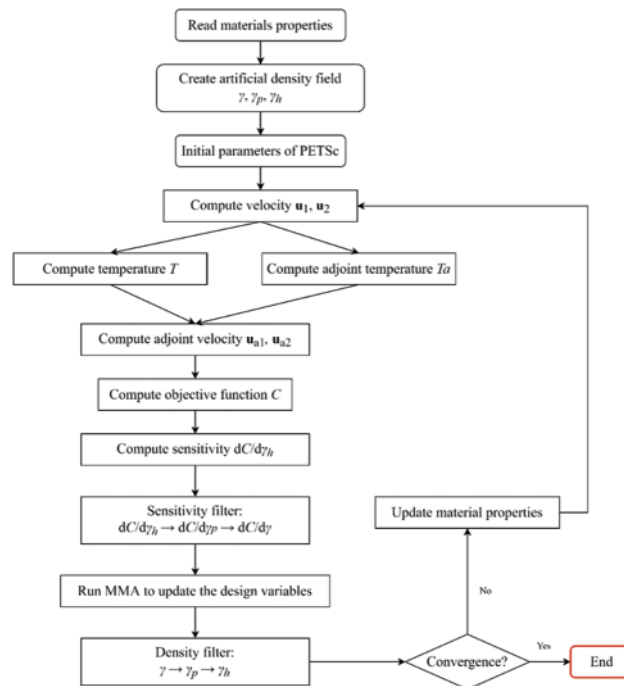 Read materials properties
Create artificial density field
γ, γp, γh
Initial parameters of PETSc
Compute velocity u1, u2
Compute temperature T
Compute adjoint temperature Ta
Compute adjoint velocity ua1, ua2
Compute objective function C
Compute sensitivity dC/dγh
Sensitivity filter:
dC/dγh → dC/dγp → dC/dγ
Update material properties
Run MMA to update the design variables
No
Density filter:
γ → γp → γh
Convergence?
Yes
End